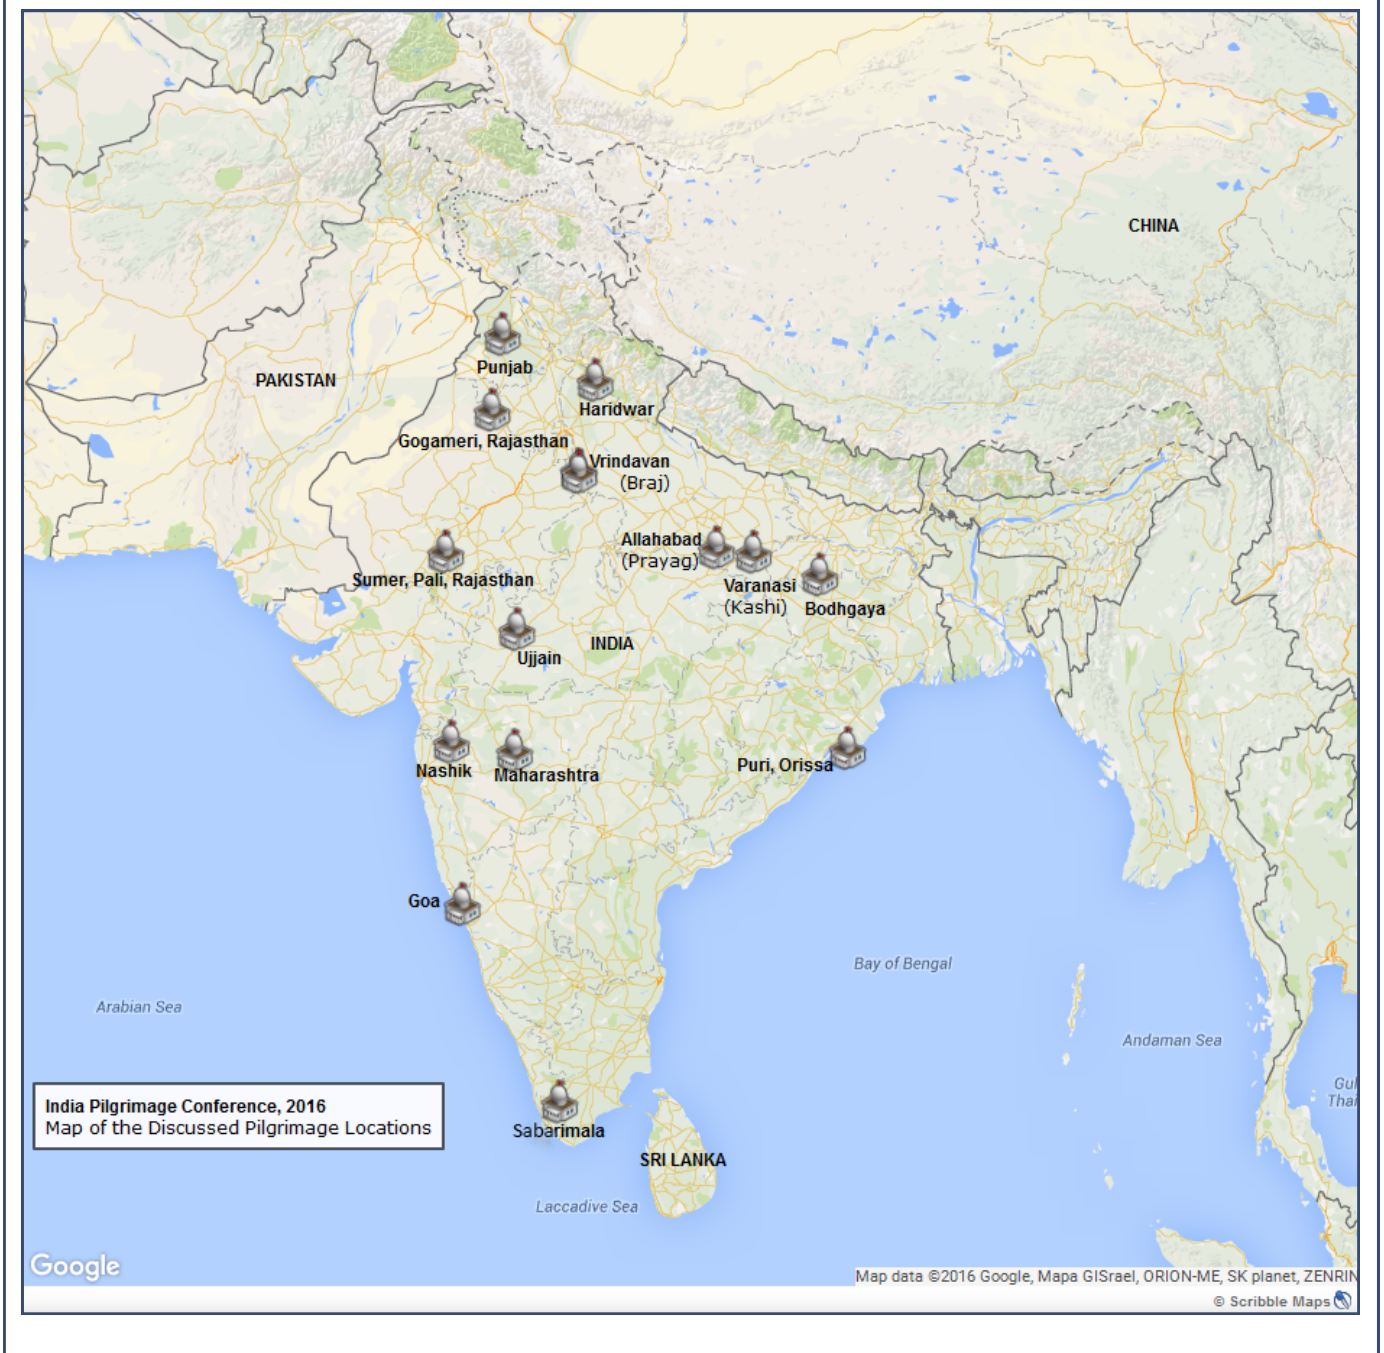 CHINA
Punjab
PAKISTAN
Haridwar
Gogameri, Rajasthan
Vrindavan
(Braj)
Allahabad
(Prayag)
Sumer, Pali, Rajasthan
Varanasi
(Kashi)
Bodhgaya
INDIA
Ujjain
Nashik
Maharashtra
Puri, Orissa
Goa
Bay of Bengal
Arabian Sea
Andaman Sea
Gul
Thai
India Pilgrimage Conference, 2016
Map of the Discussed Pilgrimage Locations
Sabarimala
SRI LANKA
Laccadive Sea
Google
Map data ©2016 Google, Mapa GISrael, ORION-ME, SK planet, ZENRIN
© Scribble Maps